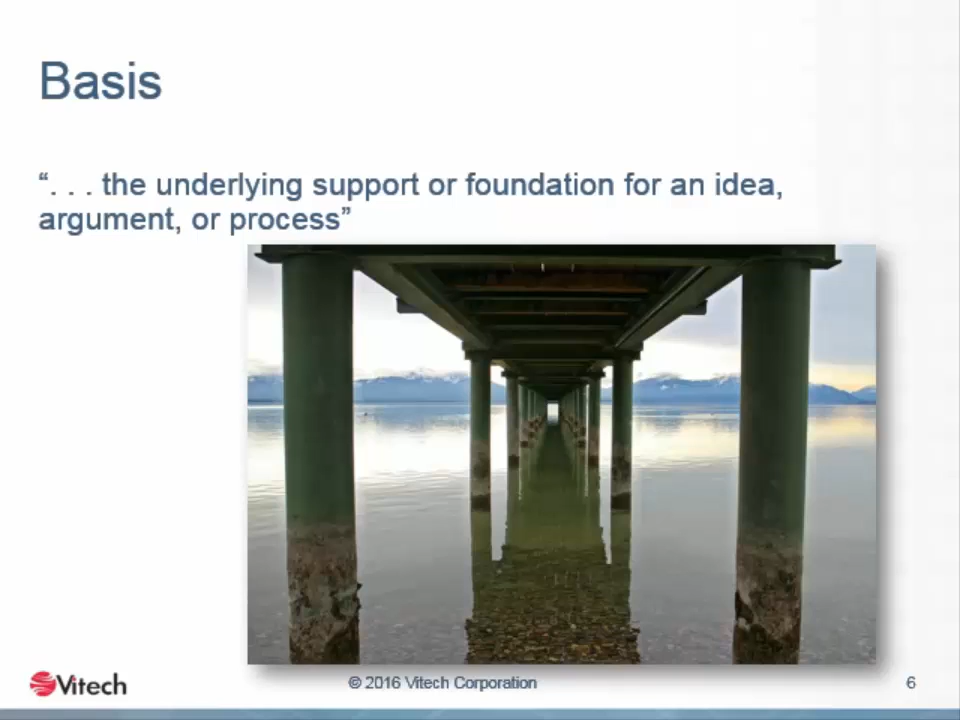 Basis
“. . . the underlying support or foundation for an idea,
argument, or process”
Vitech
© 2016 Vitech Corporation
6